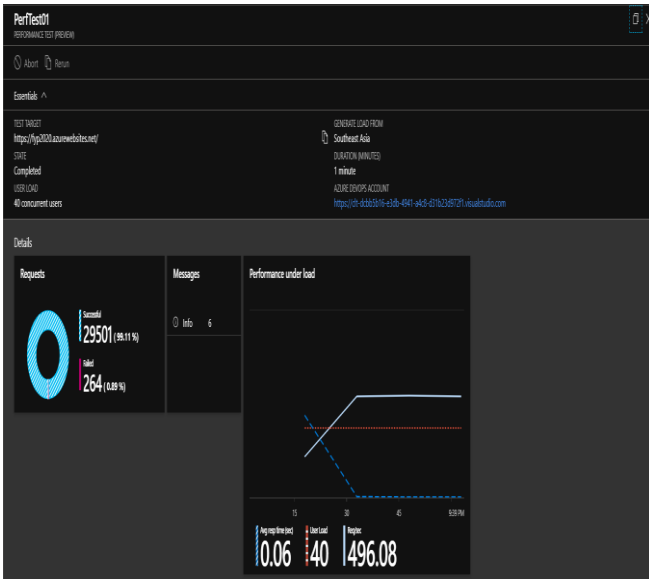 PerfTest01
PERFORMANCE TEST (PREVIEW)
Abort Rerun
Essentials
TEST TARGET
https://fyp2020.azurewebsites.net/
GENERATE LOAD FROM
Southeast Asia
STATE
Completed
DURATION (MINUTES)
1 minute
USER LOAD
40 concurrent users
AZURE DEVOPS ACCOUNT
Details
Requests
Successful
29501 (99.11 %)
Failed
264 (0.89 %)
Messages
Info 6
Performance under load
15 30 45 9:39 PM
Avg resp time (sec)
0.06
User Load
40
Req/sec
496.08